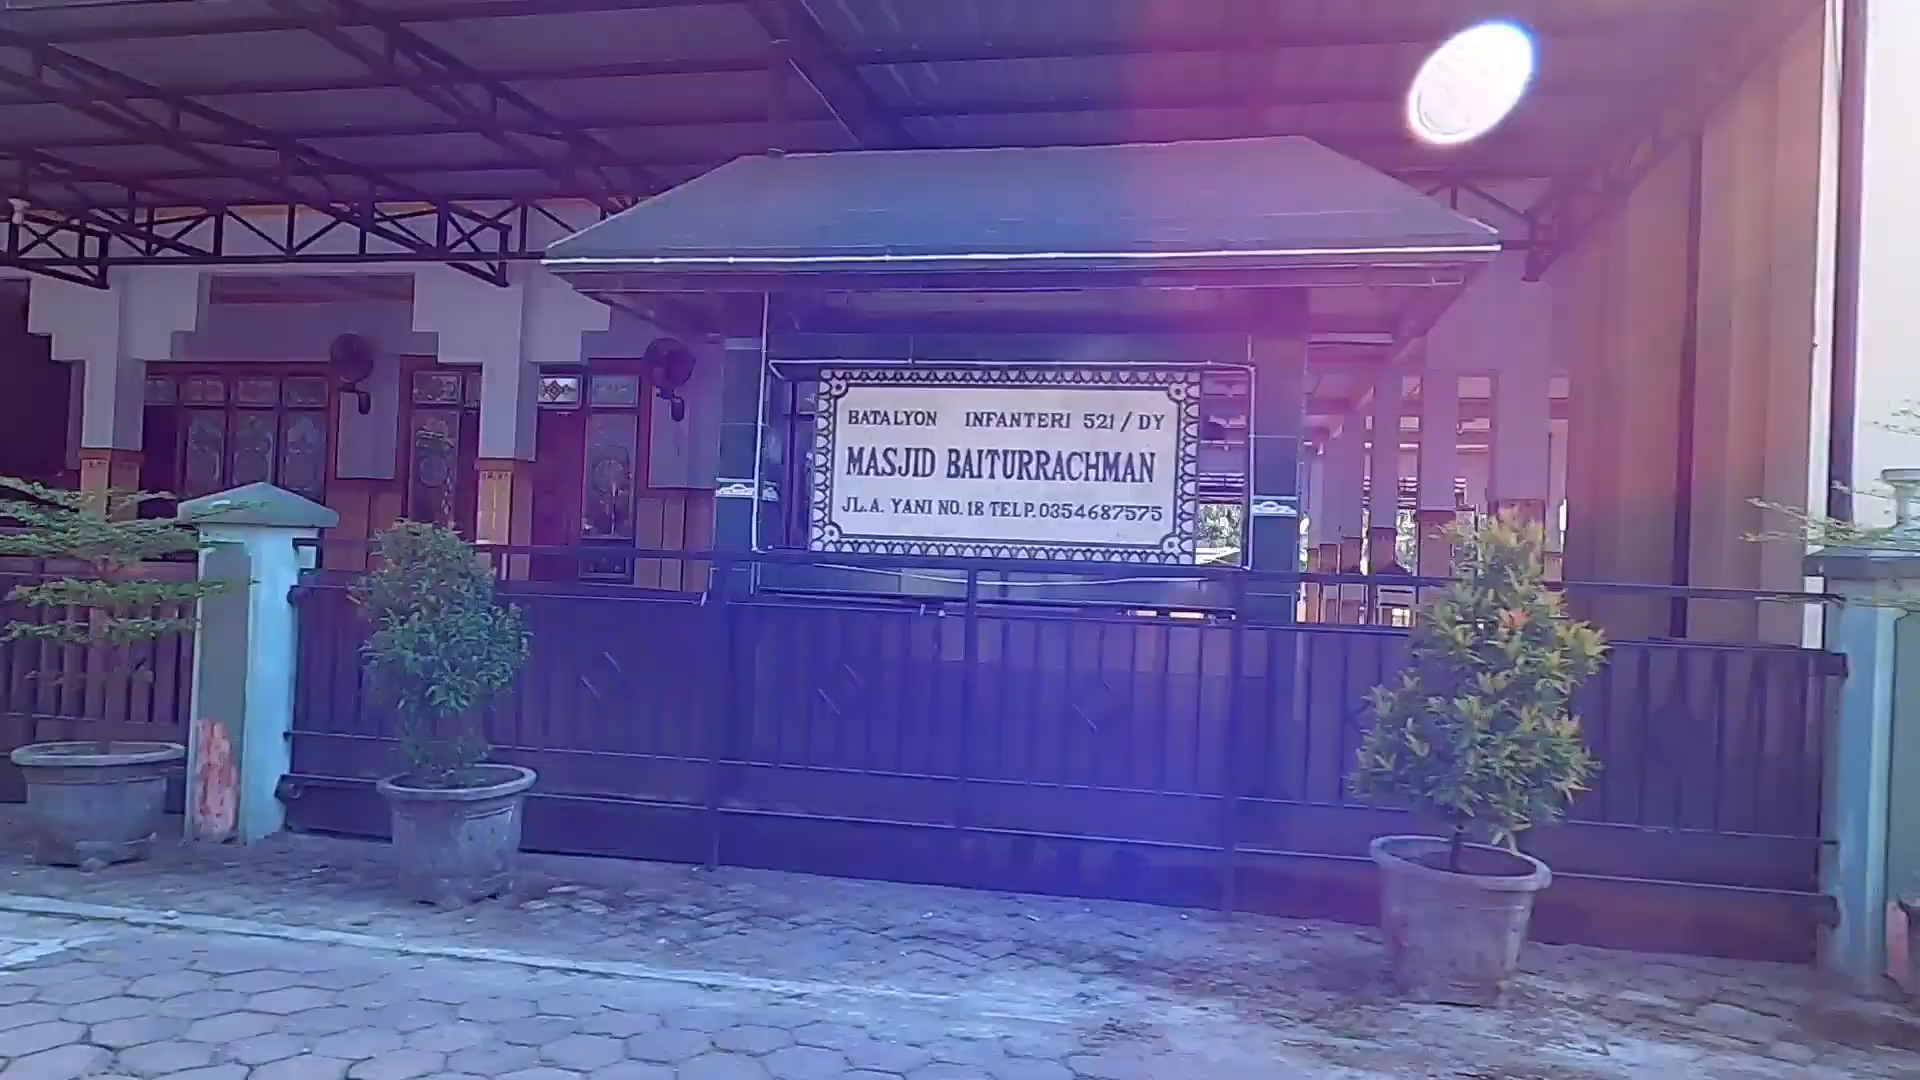 BATALYON INFANTERI 521 / DY
MASJID BAITURRACHMAN
JL.A. YANI NO.18 TELP.0354687575